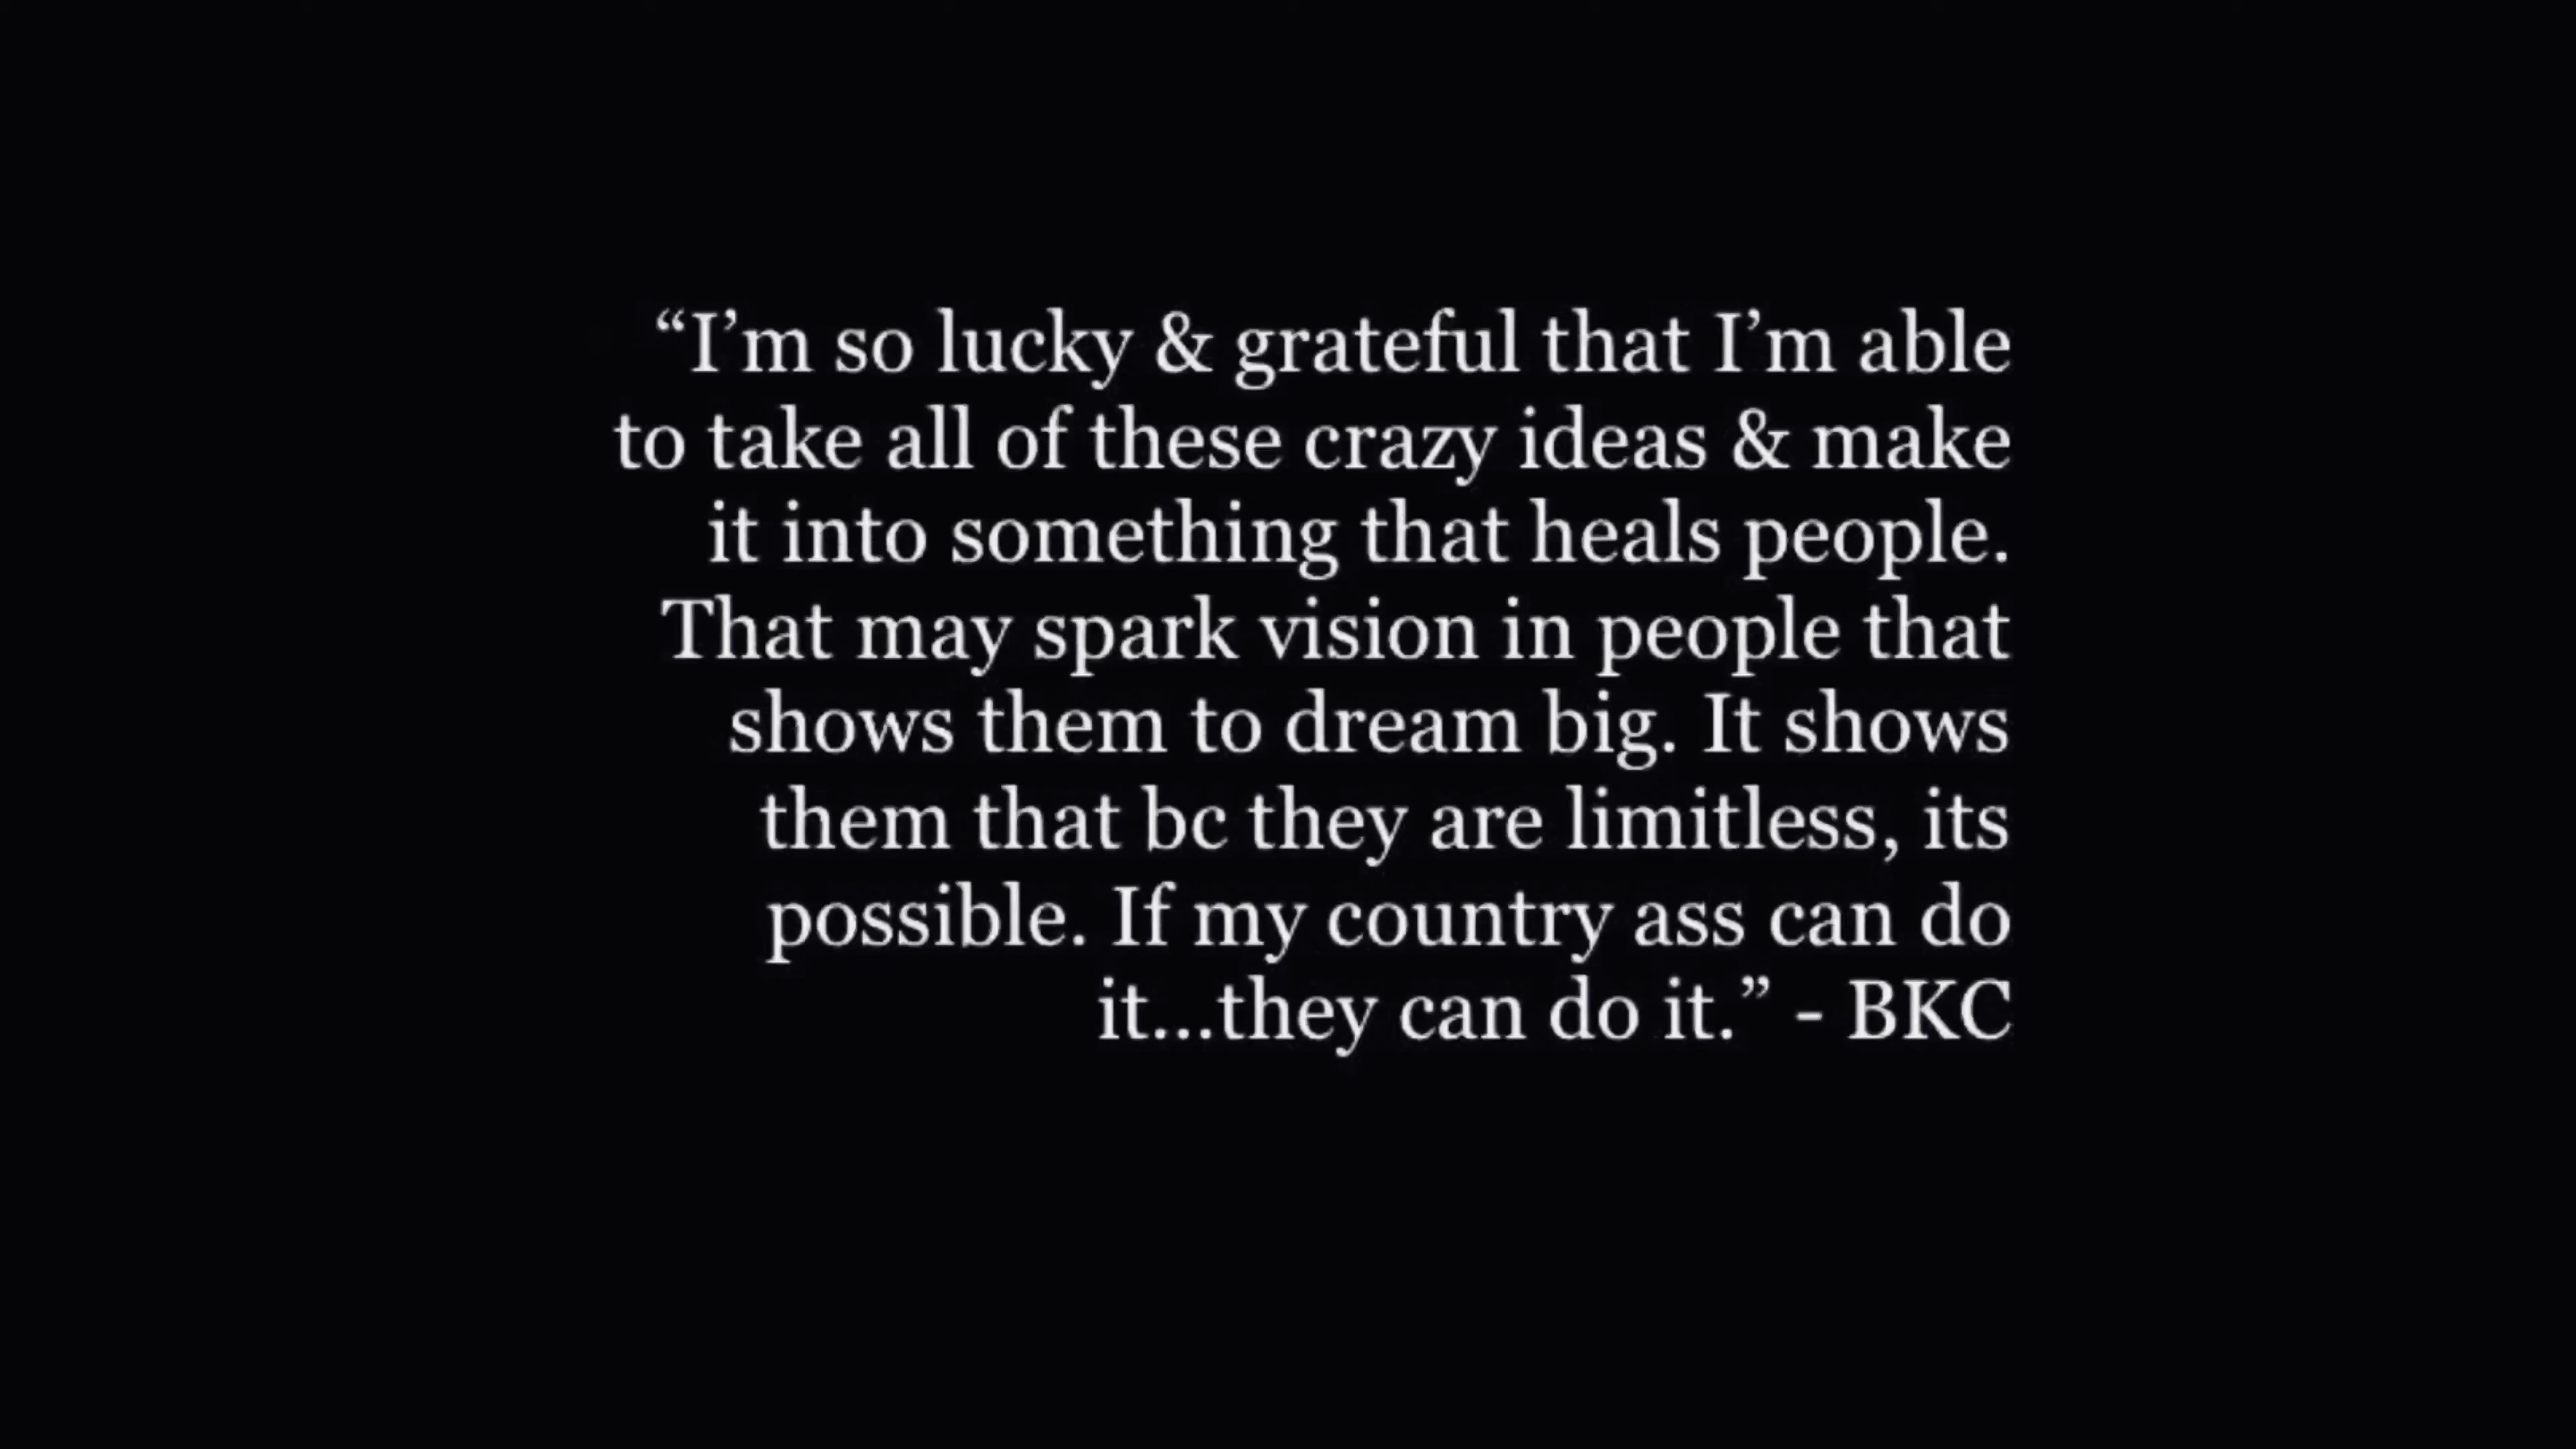 “I’m so lucky & grateful that I’m able
to take all of these crazy ideas & make
it into something that heals people.
That may spark vision in people that
shows them to dream big. It shows
them that bc they are limitless, its
possible. If my country ass can do
it...they can do it.” - BKC